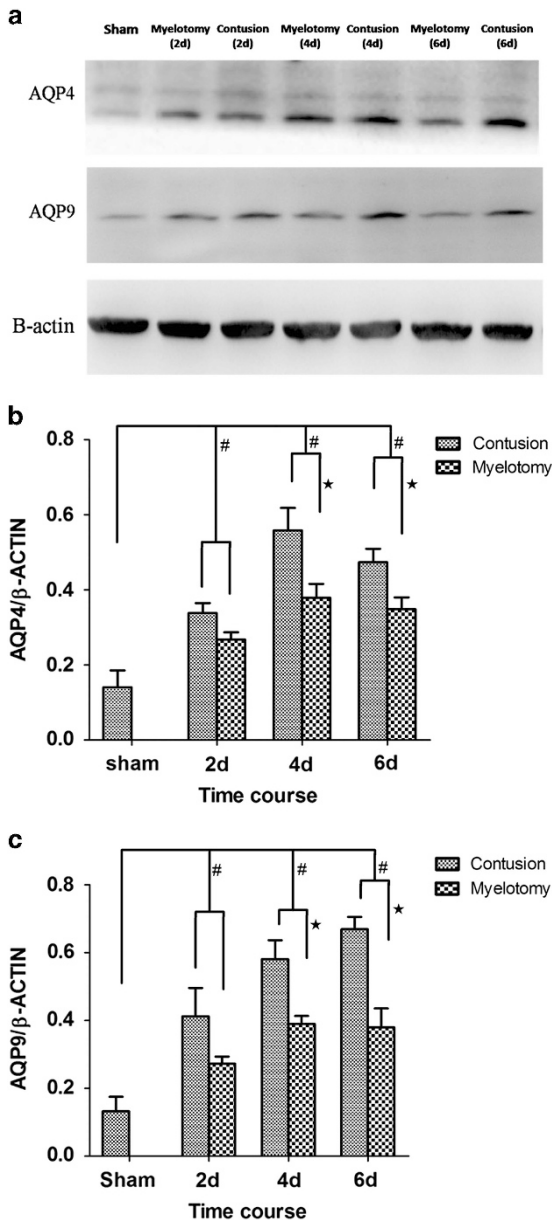 a
Sham Myelotomy (2d) Contusion (2d) Myelotomy (4d) Contusion (4d) Myelotomy (6d) Contusion (6d)
AQP4
AQP9
B-actin
b
# # #
Contusion
Myelotomy
★ ★
AQP4/β-ACTIN
0.8
0.6
0.4
0.2
0.0
sham 2d 4d 6d
Time course
c
# # #
Contusion
Myelotomy
★ ★
AQP9/β-ACTIN
0.8
0.6
0.4
0.2
0.0
Sham 2d 4d 6d
Time course